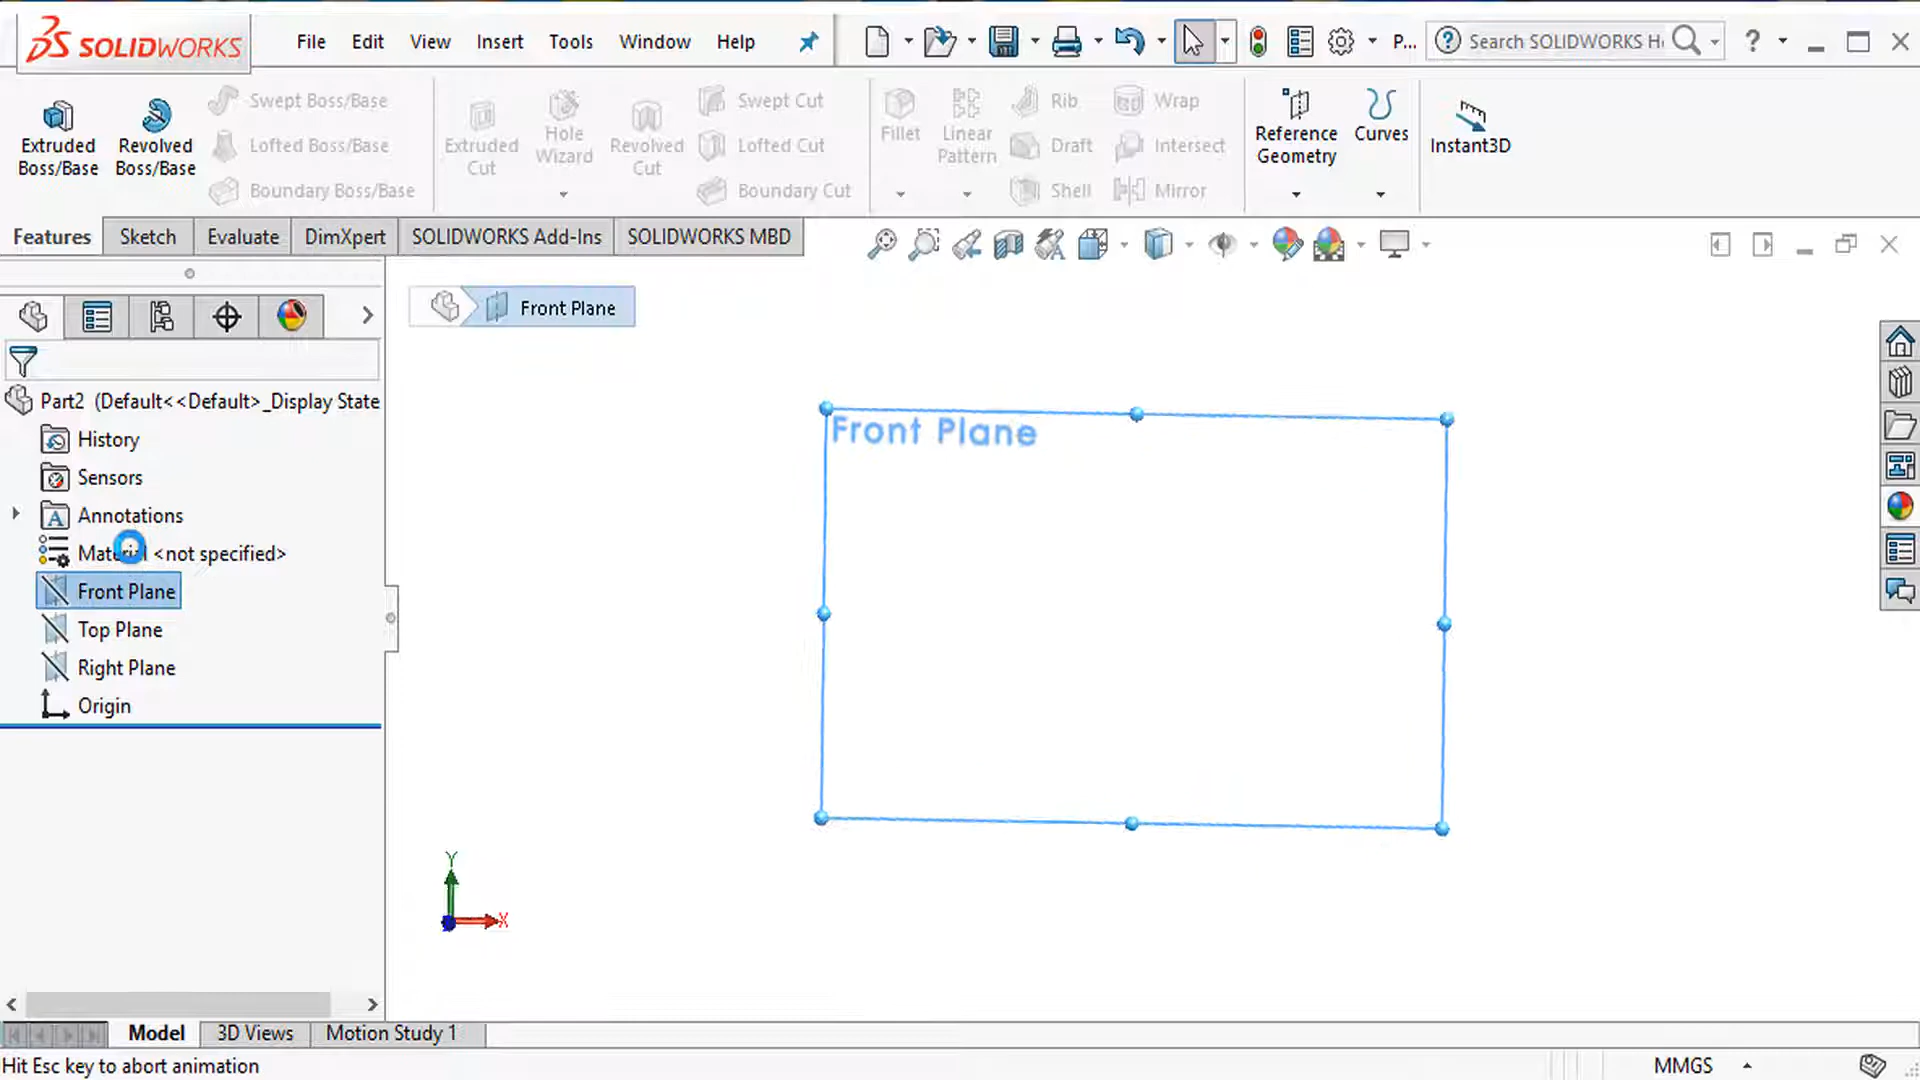 SOLIDWORKS File Edit View Insert Tools Window Help P... Search SOLIDWORKS H ?
Extruded Boss/Base
Revolved Boss/Base
Swept Boss/Base
Lofted Boss/Base
Boundary Boss/Base
Extruded Cut
Hole Wizard
Revolved Cut
Swept Cut
Lofted Cut
Boundary Cut
Fillet
Linear Pattern
Rib
Draft
Shell
Wrap
Intersect
Mirror
Reference Geometry
Curves
Instant3D
Features Sketch Evaluate DimXpert SOLIDWORKS Add-Ins SOLIDWORKS MBD
Front Plane
Part2 (Default<<Default>_Display State
History
Sensors
Annotations
Material <not specified>
Front Plane
Top Plane
Right Plane
Origin
Front Plane
Y
X
Model 3D Views Motion Study 1
Hit Esc key to abort animation
MMGS